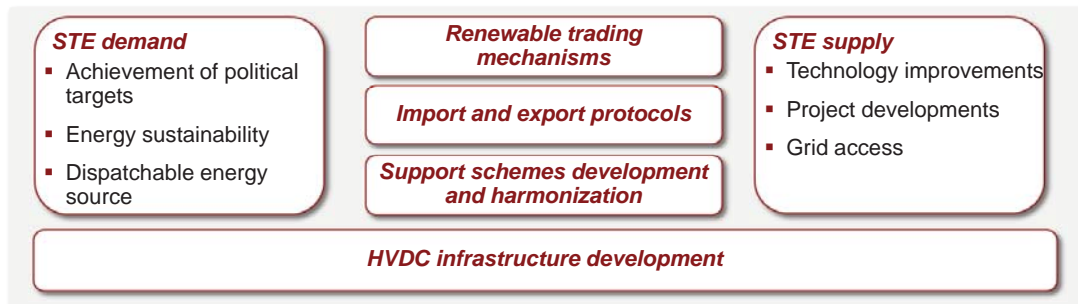 STE demand
▪ Achievement of political
targets
▪ Energy sustainability
▪ Dispatchable energy
source
Renewable trading
mechanisms
Import and export protocols
Support schemes development
and harmonization
STE supply
▪ Technology improvements
▪ Project developments
▪ Grid access
HVDC infrastructure development